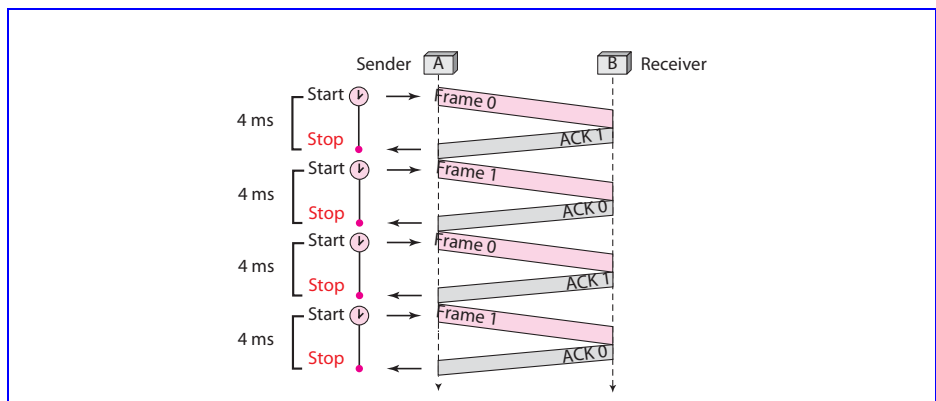 Sender A B Receiver
Start Frame 0
4 ms
Stop ACK 1
Start Frame 1
4 ms
Stop ACK 0
Start Frame 0
4 ms
Stop ACK 1
Start Frame 1
4 ms
Stop ACK 0